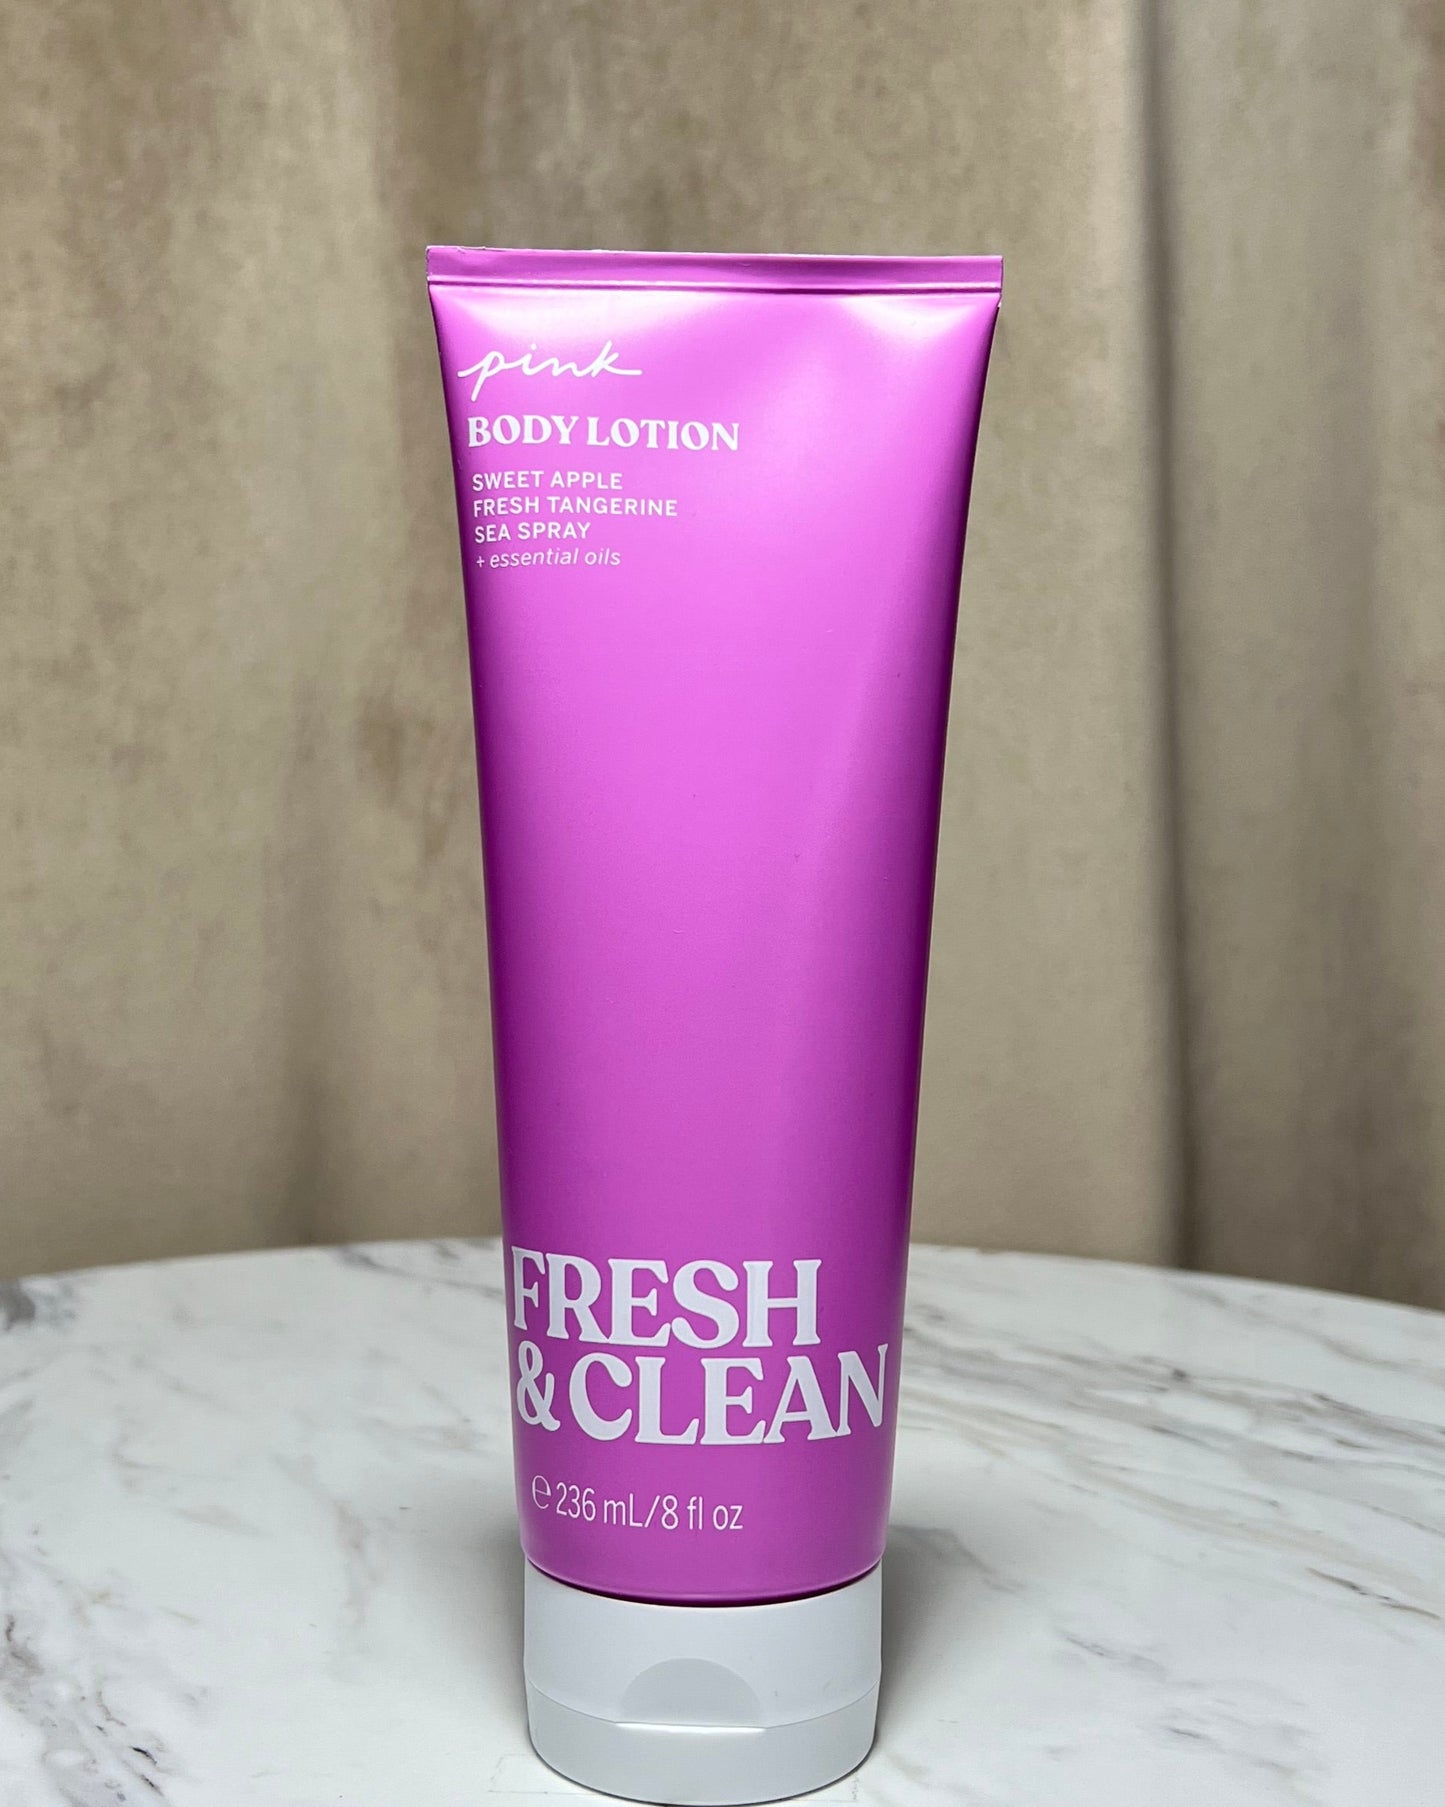 pink
BODY LOTION
SWEET APPLE
FRESH TANGERINE
SEA SPRAY
+ essential oils
FRESH
& CLEAN
℮ 236 mL/8 fl oz